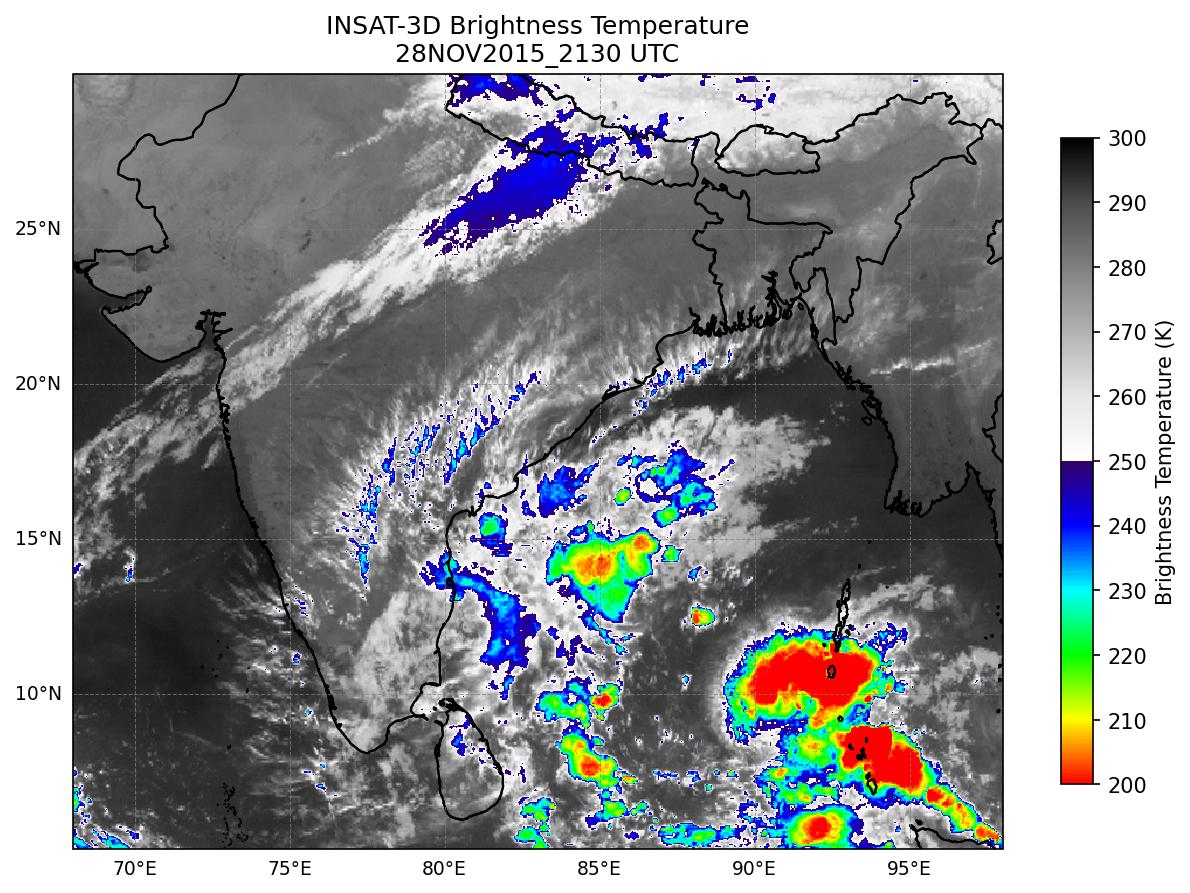 INSAT-3D Brightness Temperature
28NOV2015_2130 UTC
25°N
20°N
15°N
10°N
70°E
75°E
80°E
85°E
90°E
95°E
300
290
280
270
260
250
240
230
220
210
200
Brightness Temperature (K)